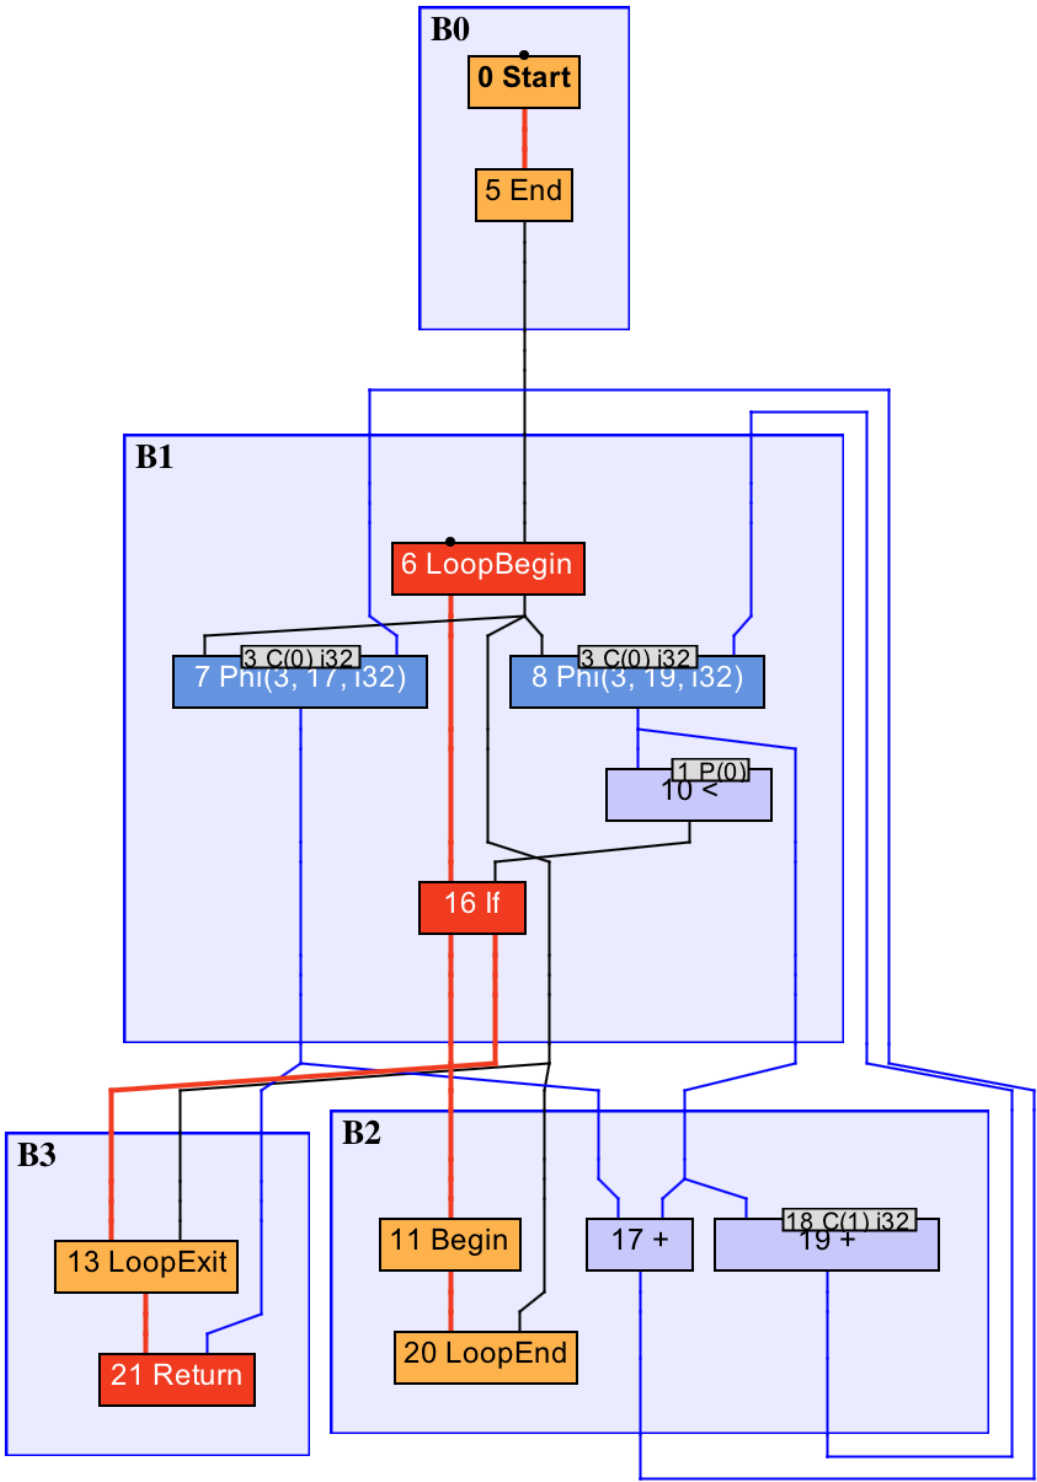 B0
0 Start
5 End
B1
6 LoopBegin
3 C(0) i32
7 Phi(3, 17, i32)
3 C(0) i32
8 Phi(3, 19, i32)
1 P(0)
10 <
16 If
B3
13 LoopExit
21 Return
B2
11 Begin
17 +
18 C(1) i32
19 +
20 LoopEnd